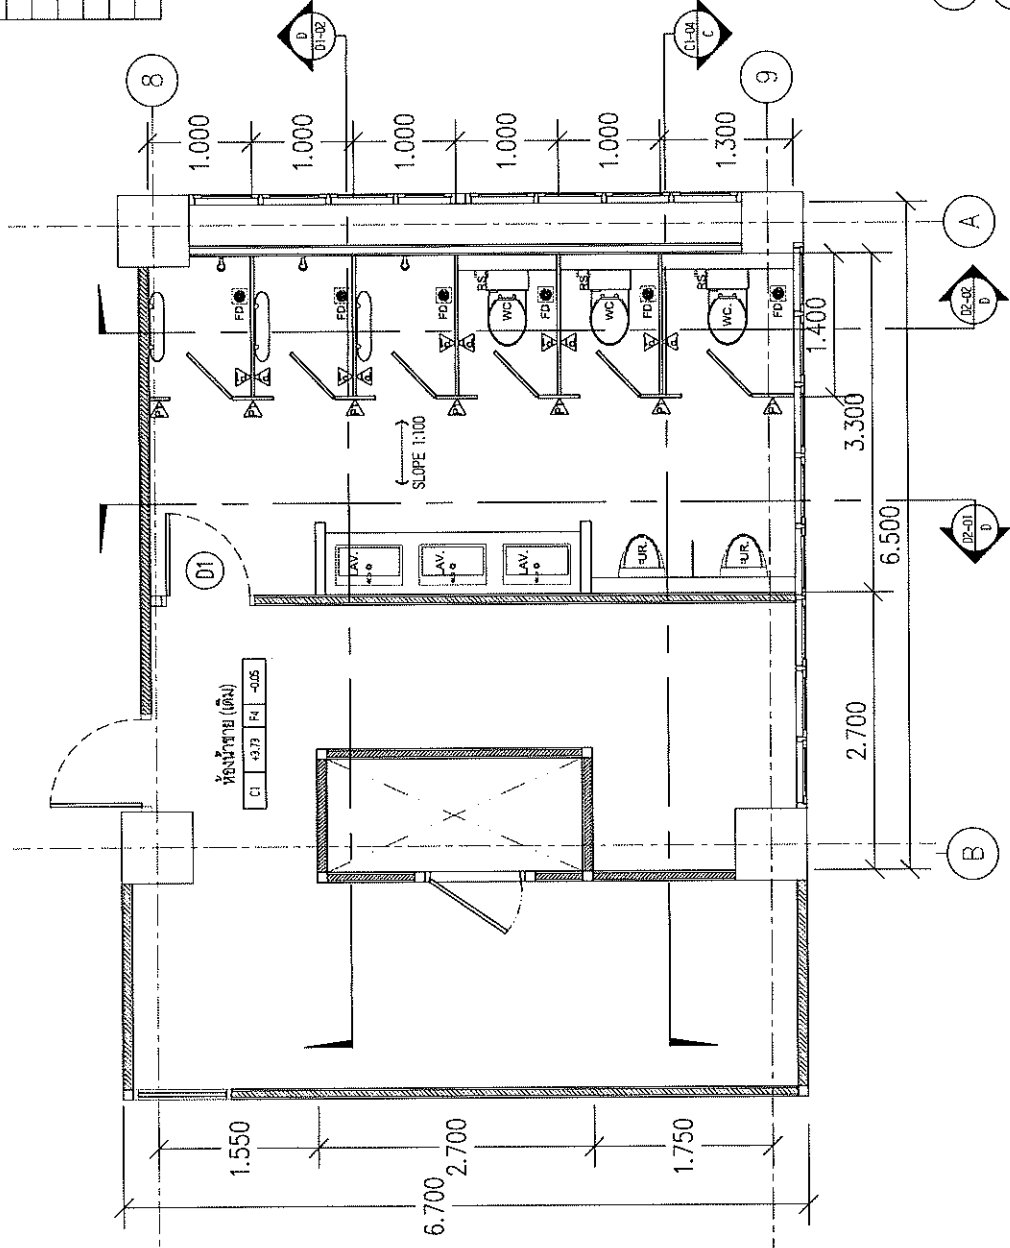 D
D1-02
C1-04
C
8
9
1.000
1.000
1.000
1.000
1.000
1.300
A
D2-02
D
FD
FD
FD
FD
FD
FD
BS.
BS.
BS.
WC.
WC.
WC.
1.400
3.300
6.500
2.700
SLOPE 1:100
D1
LAV.
LAV.
LAV.
UR.
UR.
D2-01
D
ห้องน้ำชาย (เดิม)
C1 +3.73 F4 -0.05
B
1.550
2.700
1.750
6.700